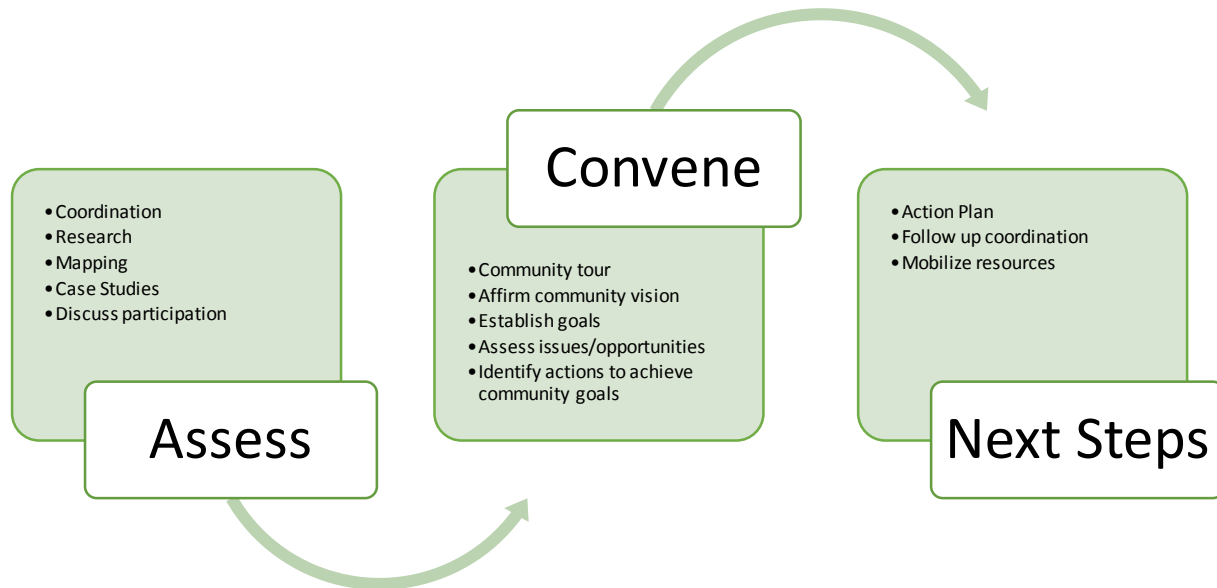 • Coordination
• Research
• Mapping
• Case Studies
• Discuss participation
Assess
Convene
• Community tour
• Affirm community vision
• Establish goals
• Assess issues/opportunities
• Identify actions to achieve
community goals
• Action Plan
• Follow up coordination
• Mobilize resources
Next Steps